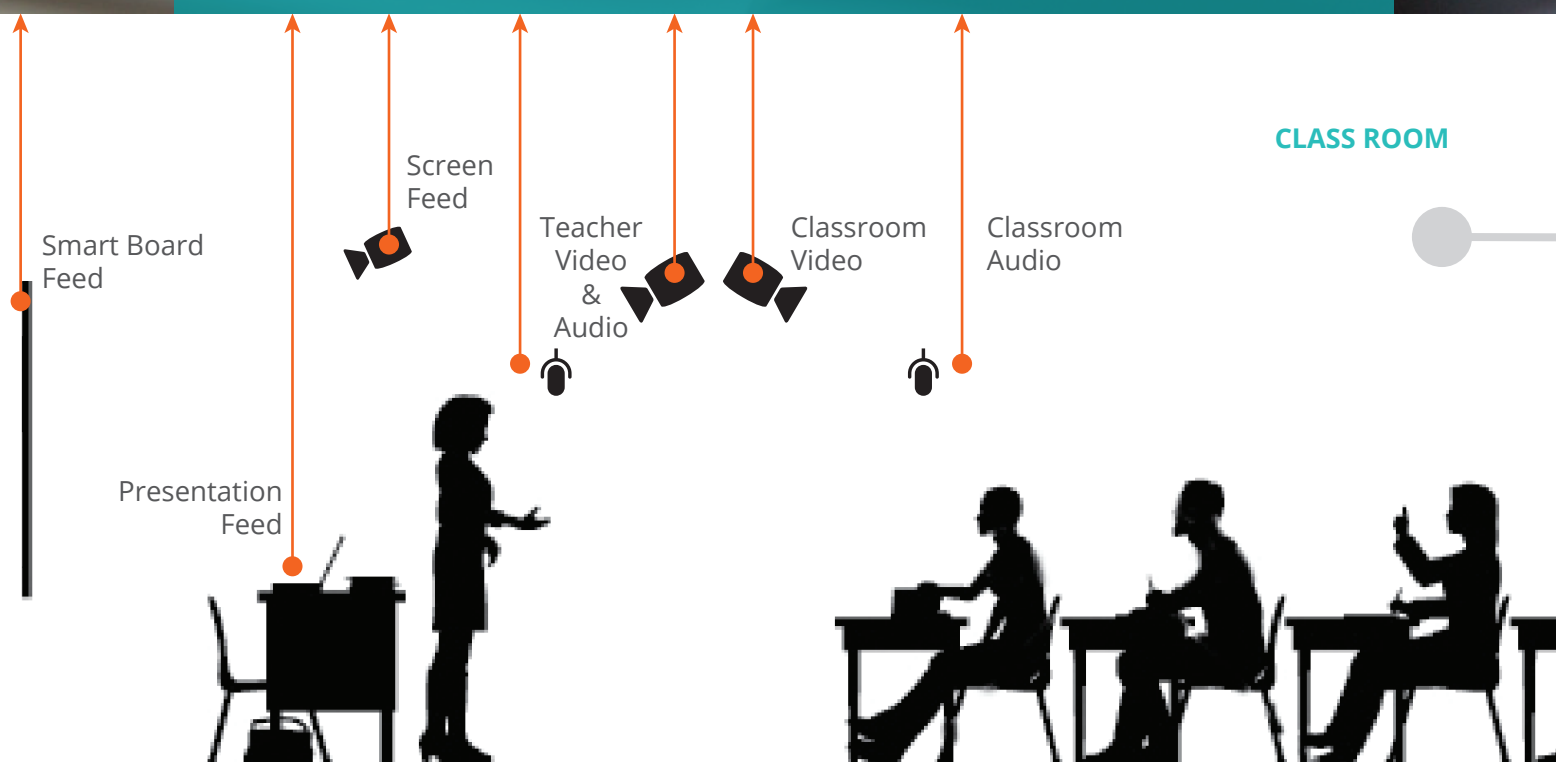 CLASS ROOM
Screen
Feed
Smart Board
Feed
Teacher
Video
&
Audio
Classroom
Video
Classroom
Audio
Presentation
Feed